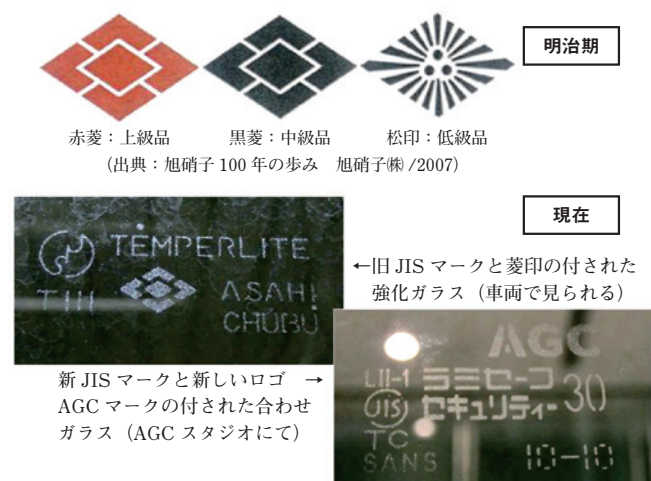 明治期
赤菱：上級品 黒菱：中級品 松印：低級品
(出典：旭硝子 100 年の歩み 旭硝子㈱ /2007)
現在
TEMPERLITE
T III
ASAHI
CHŪBU
←旧 JIS マークと菱印の付された
強化ガラス（車両で見られる）
新 JIS マークと新しいロゴ →
AGC マークの付された合わせ
ガラス（AGC スタジオにて）
AGC
LII-1 ラミセーフ
JIS セキュリティー 30
TC
SANS 10-10